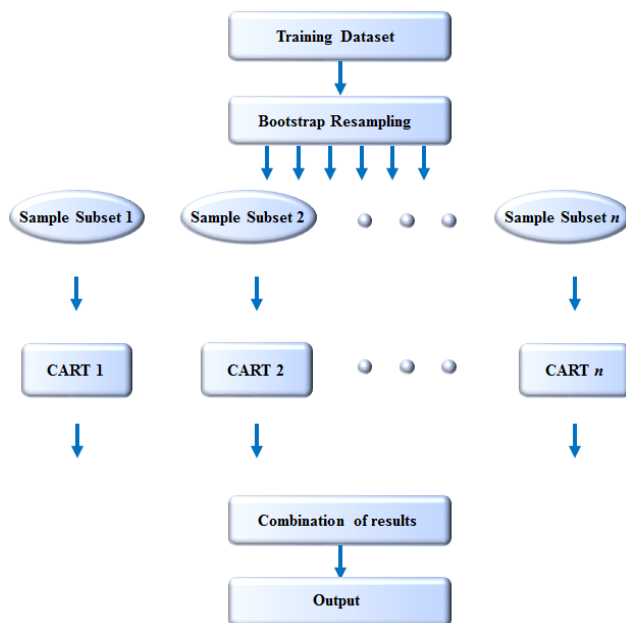 Training Dataset
Bootstrap Resampling
Sample Subset 1
Sample Subset 2
Sample Subset n
CART 1
CART 2
CART n
Combination of results
Output